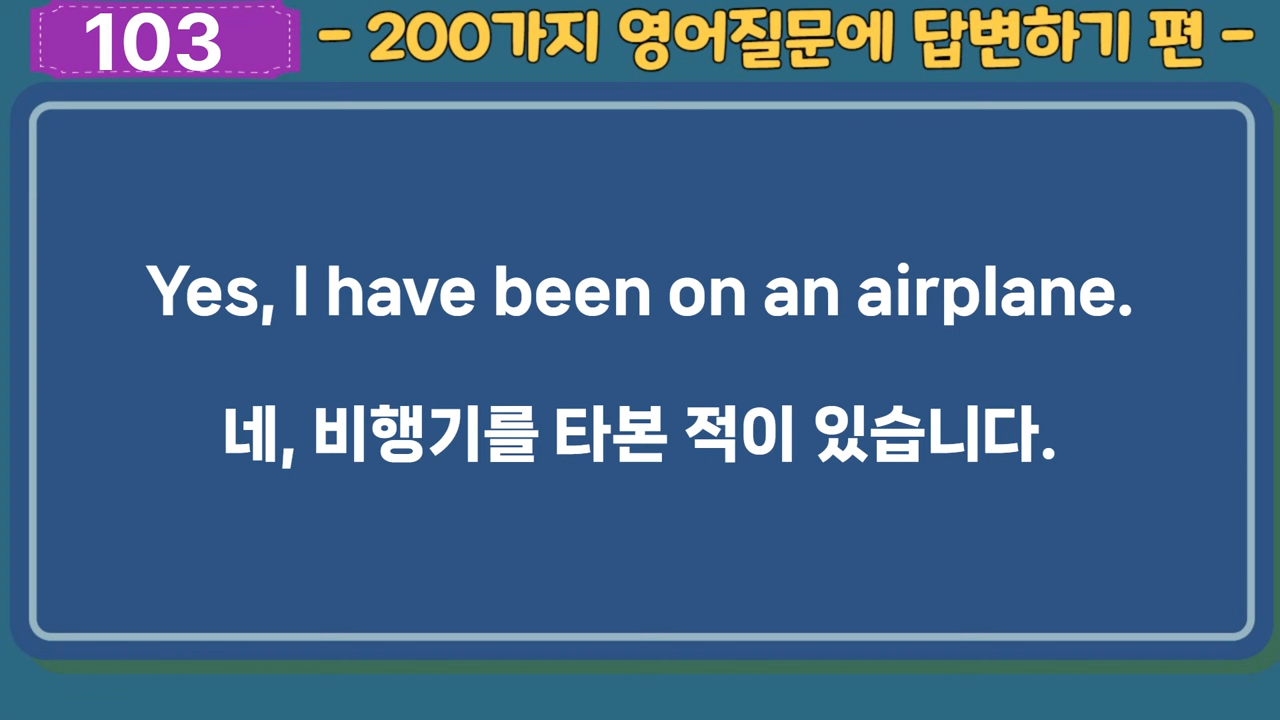 103
- 200가지 영어질문에 답변하기 편 -
Yes, I have been on an airplane.
네, 비행기를 타본 적이 있습니다.